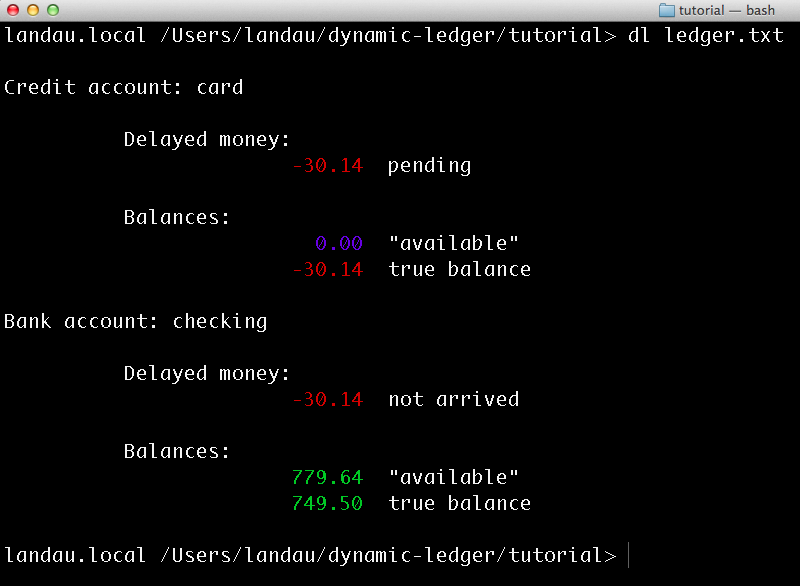 tutorial — bash
landau.local /Users/landau/dynamic-ledger/tutorial> dl ledger.txt
Credit account: card
Delayed money:
-30.14 pending
Balances:
0.00 "available"
-30.14 true balance
Bank account: checking
Delayed money:
-30.14 not arrived
Balances:
779.64 "available"
749.50 true balance
landau.local /Users/landau/dynamic-ledger/tutorial>